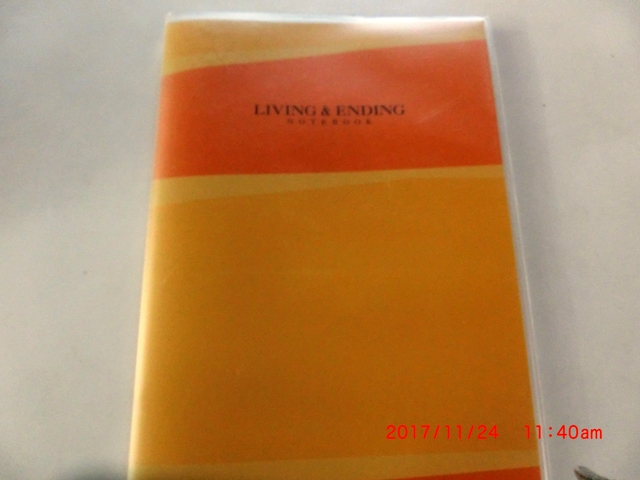 LIVING & ENDING
NOTEBOOK
2017/11/24 11:40am